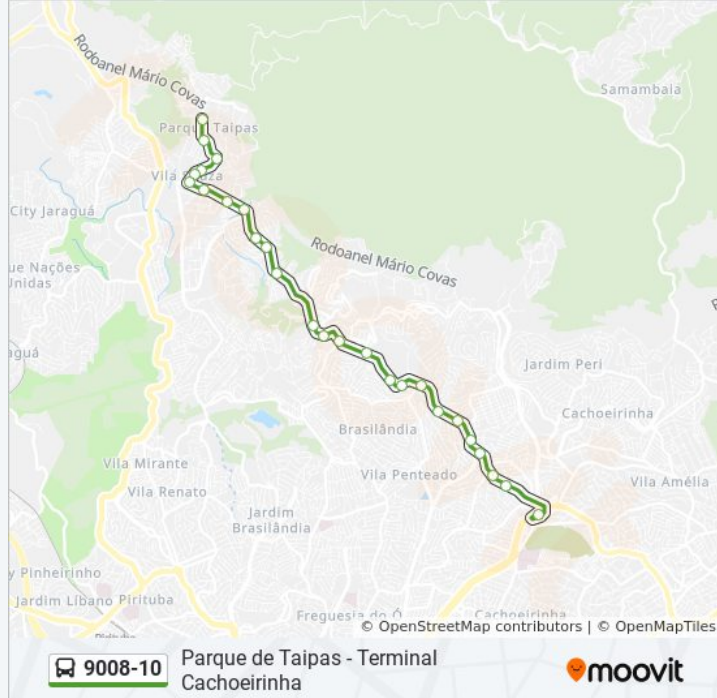 Rodoanel Mário Covas
Samambaia
Parque Taipas
Vila Souza
City Jaraguá
Rodoanel Mário Covas
ue Nações
Unidas
aguá
Jardim Peri
Cachoeirinha
Brasilândia
Vila Mirante
Vila Penteado
Vila Amélia
Vila Renato
Jardim
Brasilândia
y Pinheirinho
Jardim Líbano
Pirituba
Freguesia do Ó
Cachoeirinha
© OpenStreetMap contributors | © OpenMapTiles
9008-10
Parque de Taipas - Terminal
Cachoeirinha
moovit